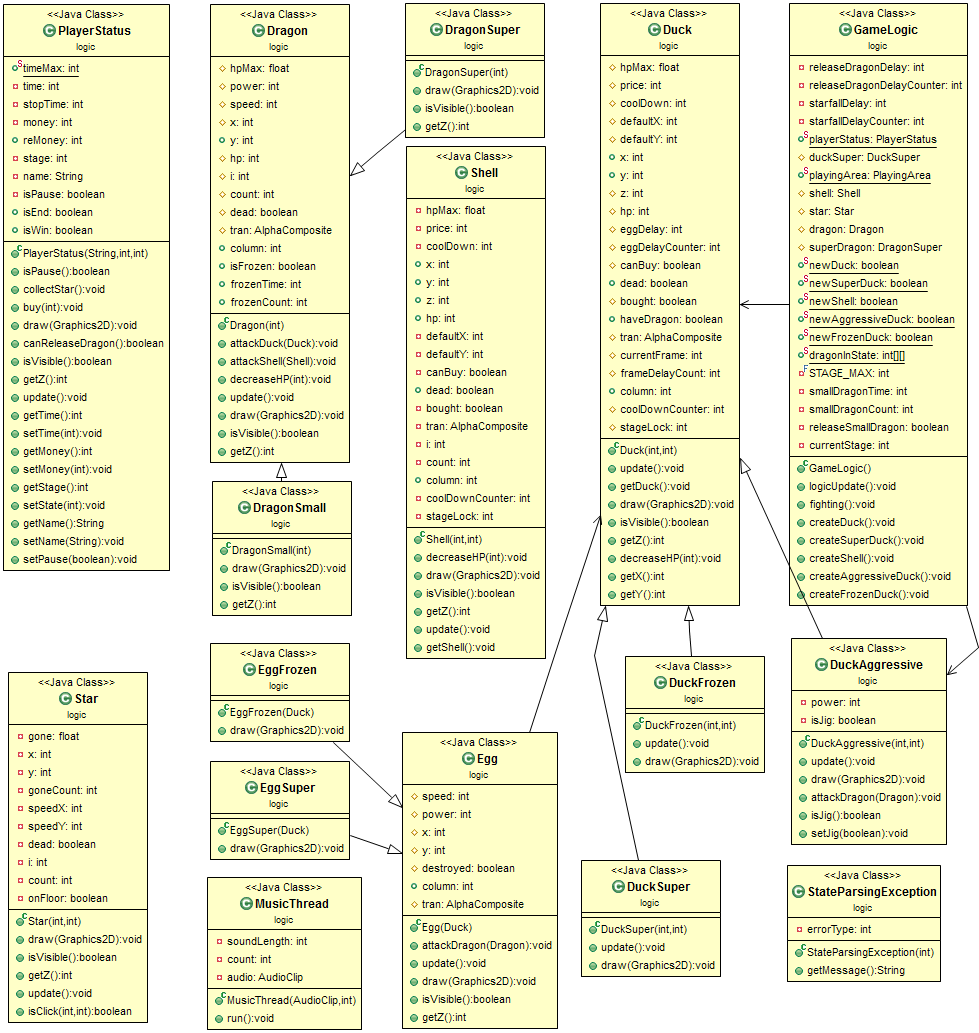 <<Java Class>>
PlayerStatus
logic
timeMax: int
time: int
stopTime: int
money: int
reMoney: int
stage: int
name: String
isPause: boolean
isEnd: boolean
isWin: boolean
PlayerStatus(String,int,int)
isPause():boolean
collectStar():void
buy(int):void
draw(Graphics2D):void
canReleaseDragon():boolean
isVisible():boolean
getZ():int
update():void
getTime():int
setTime(int):void
getMoney():int
setMoney(int):void
getStage():int
setState(int):void
getName():String
setName(String):void
setPause(boolean):void
<<Java Class>>
Dragon
logic
hpMax: float
power: int
speed: int
x: int
y: int
hp: int
i: int
count: int
dead: boolean
tran: AlphaComposite
column: int
isFrozen: boolean
frozenTime: int
frozenCount: int
Dragon(int)
attackDuck(Duck):void
attackShell(Shell):void
decreaseHP(int):void
update():void
draw(Graphics2D):void
isVisible():boolean
getZ():int
<<Java Class>>
DragonSuper
logic
DragonSuper(int)
draw(Graphics2D):void
isVisible():boolean
getZ():int
<<Java Class>>
Shell
logic
hpMax: float
price: int
coolDown: int
x: int
y: int
z: int
hp: int
defaultX: int
defaultY: int
canBuy: boolean
dead: boolean
bought: boolean
tran: AlphaComposite
i: int
count: int
column: int
coolDownCounter: int
stageLock: int
Shell(int,int)
decreaseHP(int):void
draw(Graphics2D):void
isVisible():boolean
getZ():int
update():void
getShell():void
<<Java Class>>
Duck
logic
hpMax: float
price: int
coolDown: int
defaultX: int
defaultY: int
x: int
y: int
z: int
hp: int
eggDelay: int
eggDelayCounter: int
canBuy: boolean
dead: boolean
bought: boolean
haveDragon: boolean
tran: AlphaComposite
currentFrame: int
frameDelayCount: int
column: int
coolDownCounter: int
stageLock: int
Duck(int,int)
update():void
getDuck():void
draw(Graphics2D):void
isVisible():boolean
getZ():int
decreaseHP(int):void
getX():int
getY():int
<<Java Class>>
GameLogic
logic
releaseDragonDelay: int
releaseDragonDelayCounter: int
starfallDelay: int
starfallDelayCounter: int
playerStatus: PlayerStatus
duckSuper: DuckSuper
playingArea: PlayingArea
shell: Shell
star: Star
dragon: Dragon
superDragon: DragonSuper
newDuck: boolean
newSuperDuck: boolean
newShell: boolean
newAggressiveDuck: boolean
newFrozenDuck: boolean
dragonInState: int[][]
STAGE_MAX: int
smallDragonTime: int
smallDragonCount: int
releaseSmallDragon: boolean
currentStage: int
GameLogic()
logicUpdate():void
fighting():void
createDuck():void
createSuperDuck():void
createShell():void
createAggressiveDuck():void
createFrozenDuck():void
<<Java Class>>
DragonSmall
logic
DragonSmall(int)
draw(Graphics2D):void
isVisible():boolean
getZ():int
<<Java Class>>
Star
logic
gone: float
x: int
y: int
goneCount: int
speedX: int
speedY: int
dead: boolean
i: int
count: int
onFloor: boolean
Star(int,int)
draw(Graphics2D):void
isVisible():boolean
getZ():int
update():void
isClick(int,int):boolean
<<Java Class>>
EggFrozen
logic
EggFrozen(Duck)
draw(Graphics2D):void
<<Java Class>>
EggSuper
logic
EggSuper(Duck)
draw(Graphics2D):void
<<Java Class>>
MusicThread
logic
soundLength: int
count: int
audio: AudioClip
MusicThread(AudioClip,int)
run():void
<<Java Class>>
Egg
logic
speed: int
power: int
x: int
y: int
destroyed: boolean
column: int
tran: AlphaComposite
Egg(Duck)
attackDragon(Dragon):void
update():void
draw(Graphics2D):void
isVisible():boolean
getZ():int
<<Java Class>>
DuckFrozen
logic
DuckFrozen(int,int)
update():void
draw(Graphics2D):void
<<Java Class>>
DuckSuper
logic
DuckSuper(int,int)
update():void
draw(Graphics2D):void
<<Java Class>>
DuckAggressive
logic
power: int
isJig: boolean
DuckAggressive(int,int)
update():void
draw(Graphics2D):void
attackDragon(Dragon):void
isJig():boolean
setJig(boolean):void
<<Java Class>>
StateParsingException
logic
errorType: int
StateParsingException(int)
getMessage():String